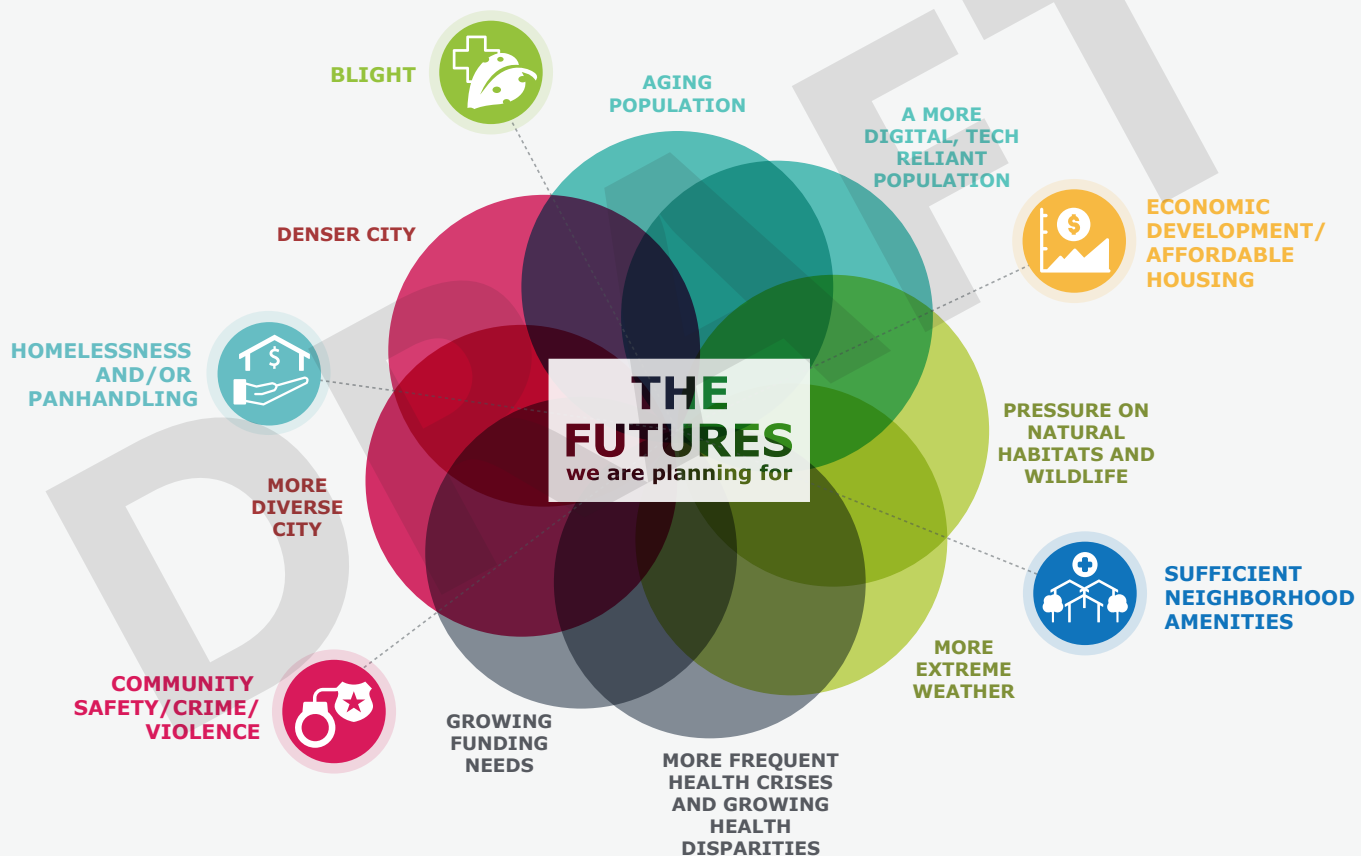 BLIGHT
AGING
POPULATION
A MORE
DIGITAL, TECH
RELIANT
POPULATION
ECONOMIC
DEVELOPMENT/
AFFORDABLE
HOUSING
DENSER CITY
HOMELESSNESS
AND/OR
PANHANDLING
$
$
THE
FUTURES
we are planning for
PRESSURE ON
NATURAL
HABITATS AND
WILDLIFE
MORE
DIVERSE
CITY
SUFFICIENT
NEIGHBORHOOD
AMENITIES
MORE
EXTREME
WEATHER
COMMUNITY
SAFETY/CRIME/
VIOLENCE
GROWING
FUNDING
NEEDS
MORE FREQUENT
HEALTH CRISES
AND GROWING
HEALTH
DISPARITIES
DRAFT